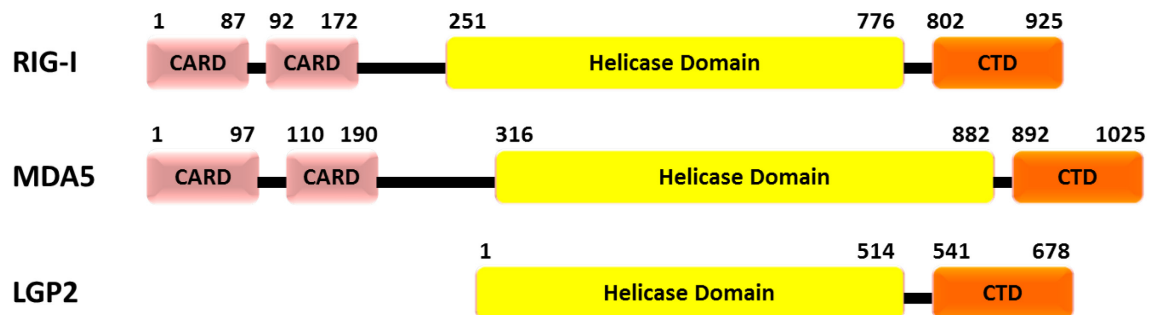 1 87 92 172 251 776 802 925
RIG-I CARD CARD Helicase Domain CTD
1 97 110 190 316 882 892 1025
MDA5 CARD CARD Helicase Domain CTD
1 514 541 678
LGP2 Helicase Domain CTD